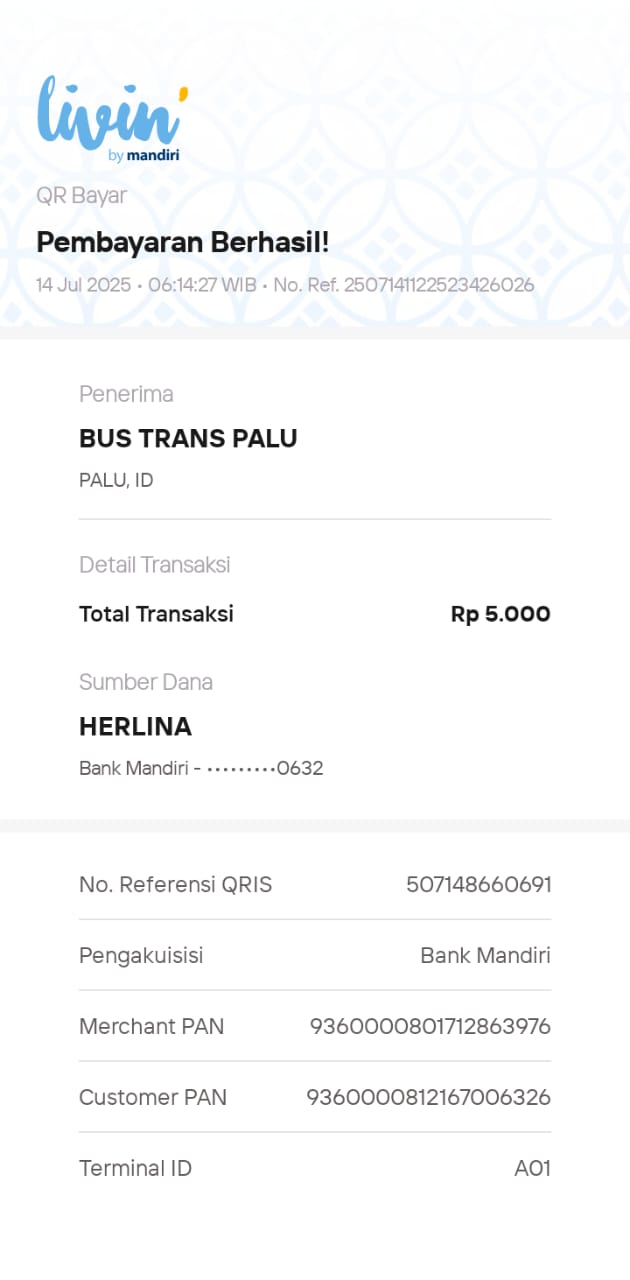 livin'
by mandiri
QR Bayar
Pembayaran Berhasil!
14 Jul 2025 • 06:14:27 WIB • No. Ref. 2507141122523426026
Penerima
BUS TRANS PALU
PALU, ID
Detail Transaksi
Total Transaksi Rp 5.000
Sumber Dana
HERLINA
Bank Mandiri - •••••••••0632
No. Referensi QRIS 507148660691
Pengakuisisi Bank Mandiri
Merchant PAN 9360000801712863976
Customer PAN 9360000812167006326
Terminal ID A01